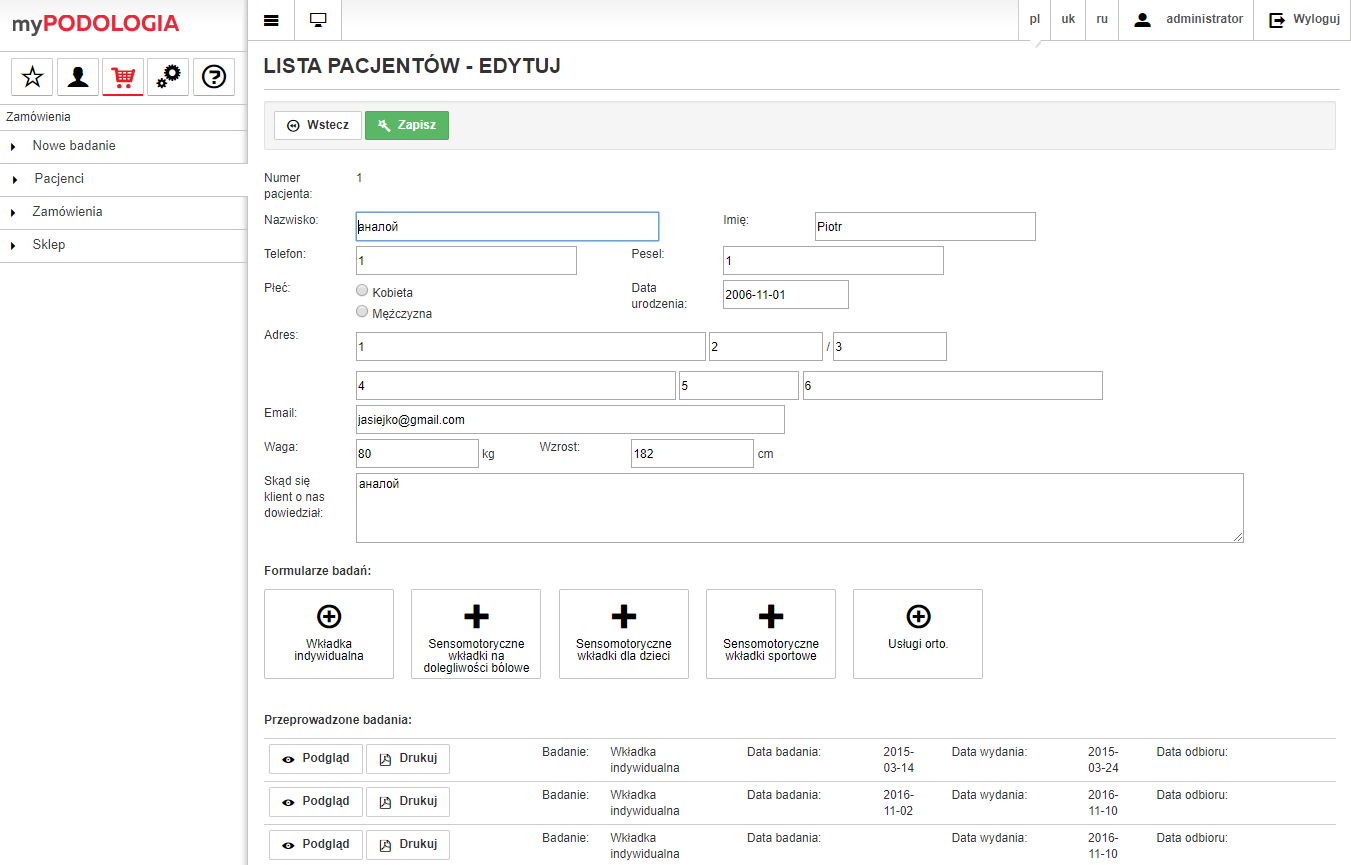 myPODOLOGIA
pl uk ru administrator Wyloguj
Zamówienia
Nowe badanie
Pacjenci
Zamówienia
Sklep
LISTA PACJENTÓW - EDYTUJ
Wstecz Zapisz
Numer pacjenta: 1
Nazwisko: аналой Imię: Piotr
Telefon: 1 Pesel: 1
Płeć: Kobieta
Mężczyzna
Data urodzenia: 2006-11-01
Adres: 1 2 / 3
4 5 6
Email: jasiejko@gmail.com
Waga: 80 kg Wzrost: 182 cm
Skąd się klient o nas dowiedział: аналой
Formularze badań:
Wkładka indywidualna
Sensomotoryczne wkładki na dolegliwości bólowe
Sensomotoryczne wkładki dla dzieci
Sensomotoryczne wkładki sportowe
Usługi orto.
Przeprowadzone badania:
Podgląd Drukuj Badanie: Wkładka indywidualna Data badania: 2015-03-14 Data wydania: 2015-03-24 Data odbioru:
Podgląd Drukuj Badanie: Wkładka indywidualna Data badania: 2016-11-02 Data wydania: 2016-11-10 Data odbioru:
Podgląd Drukuj Badanie: Wkładka indywidualna Data badania: Data wydania: 2016-11-10 Data odbioru: